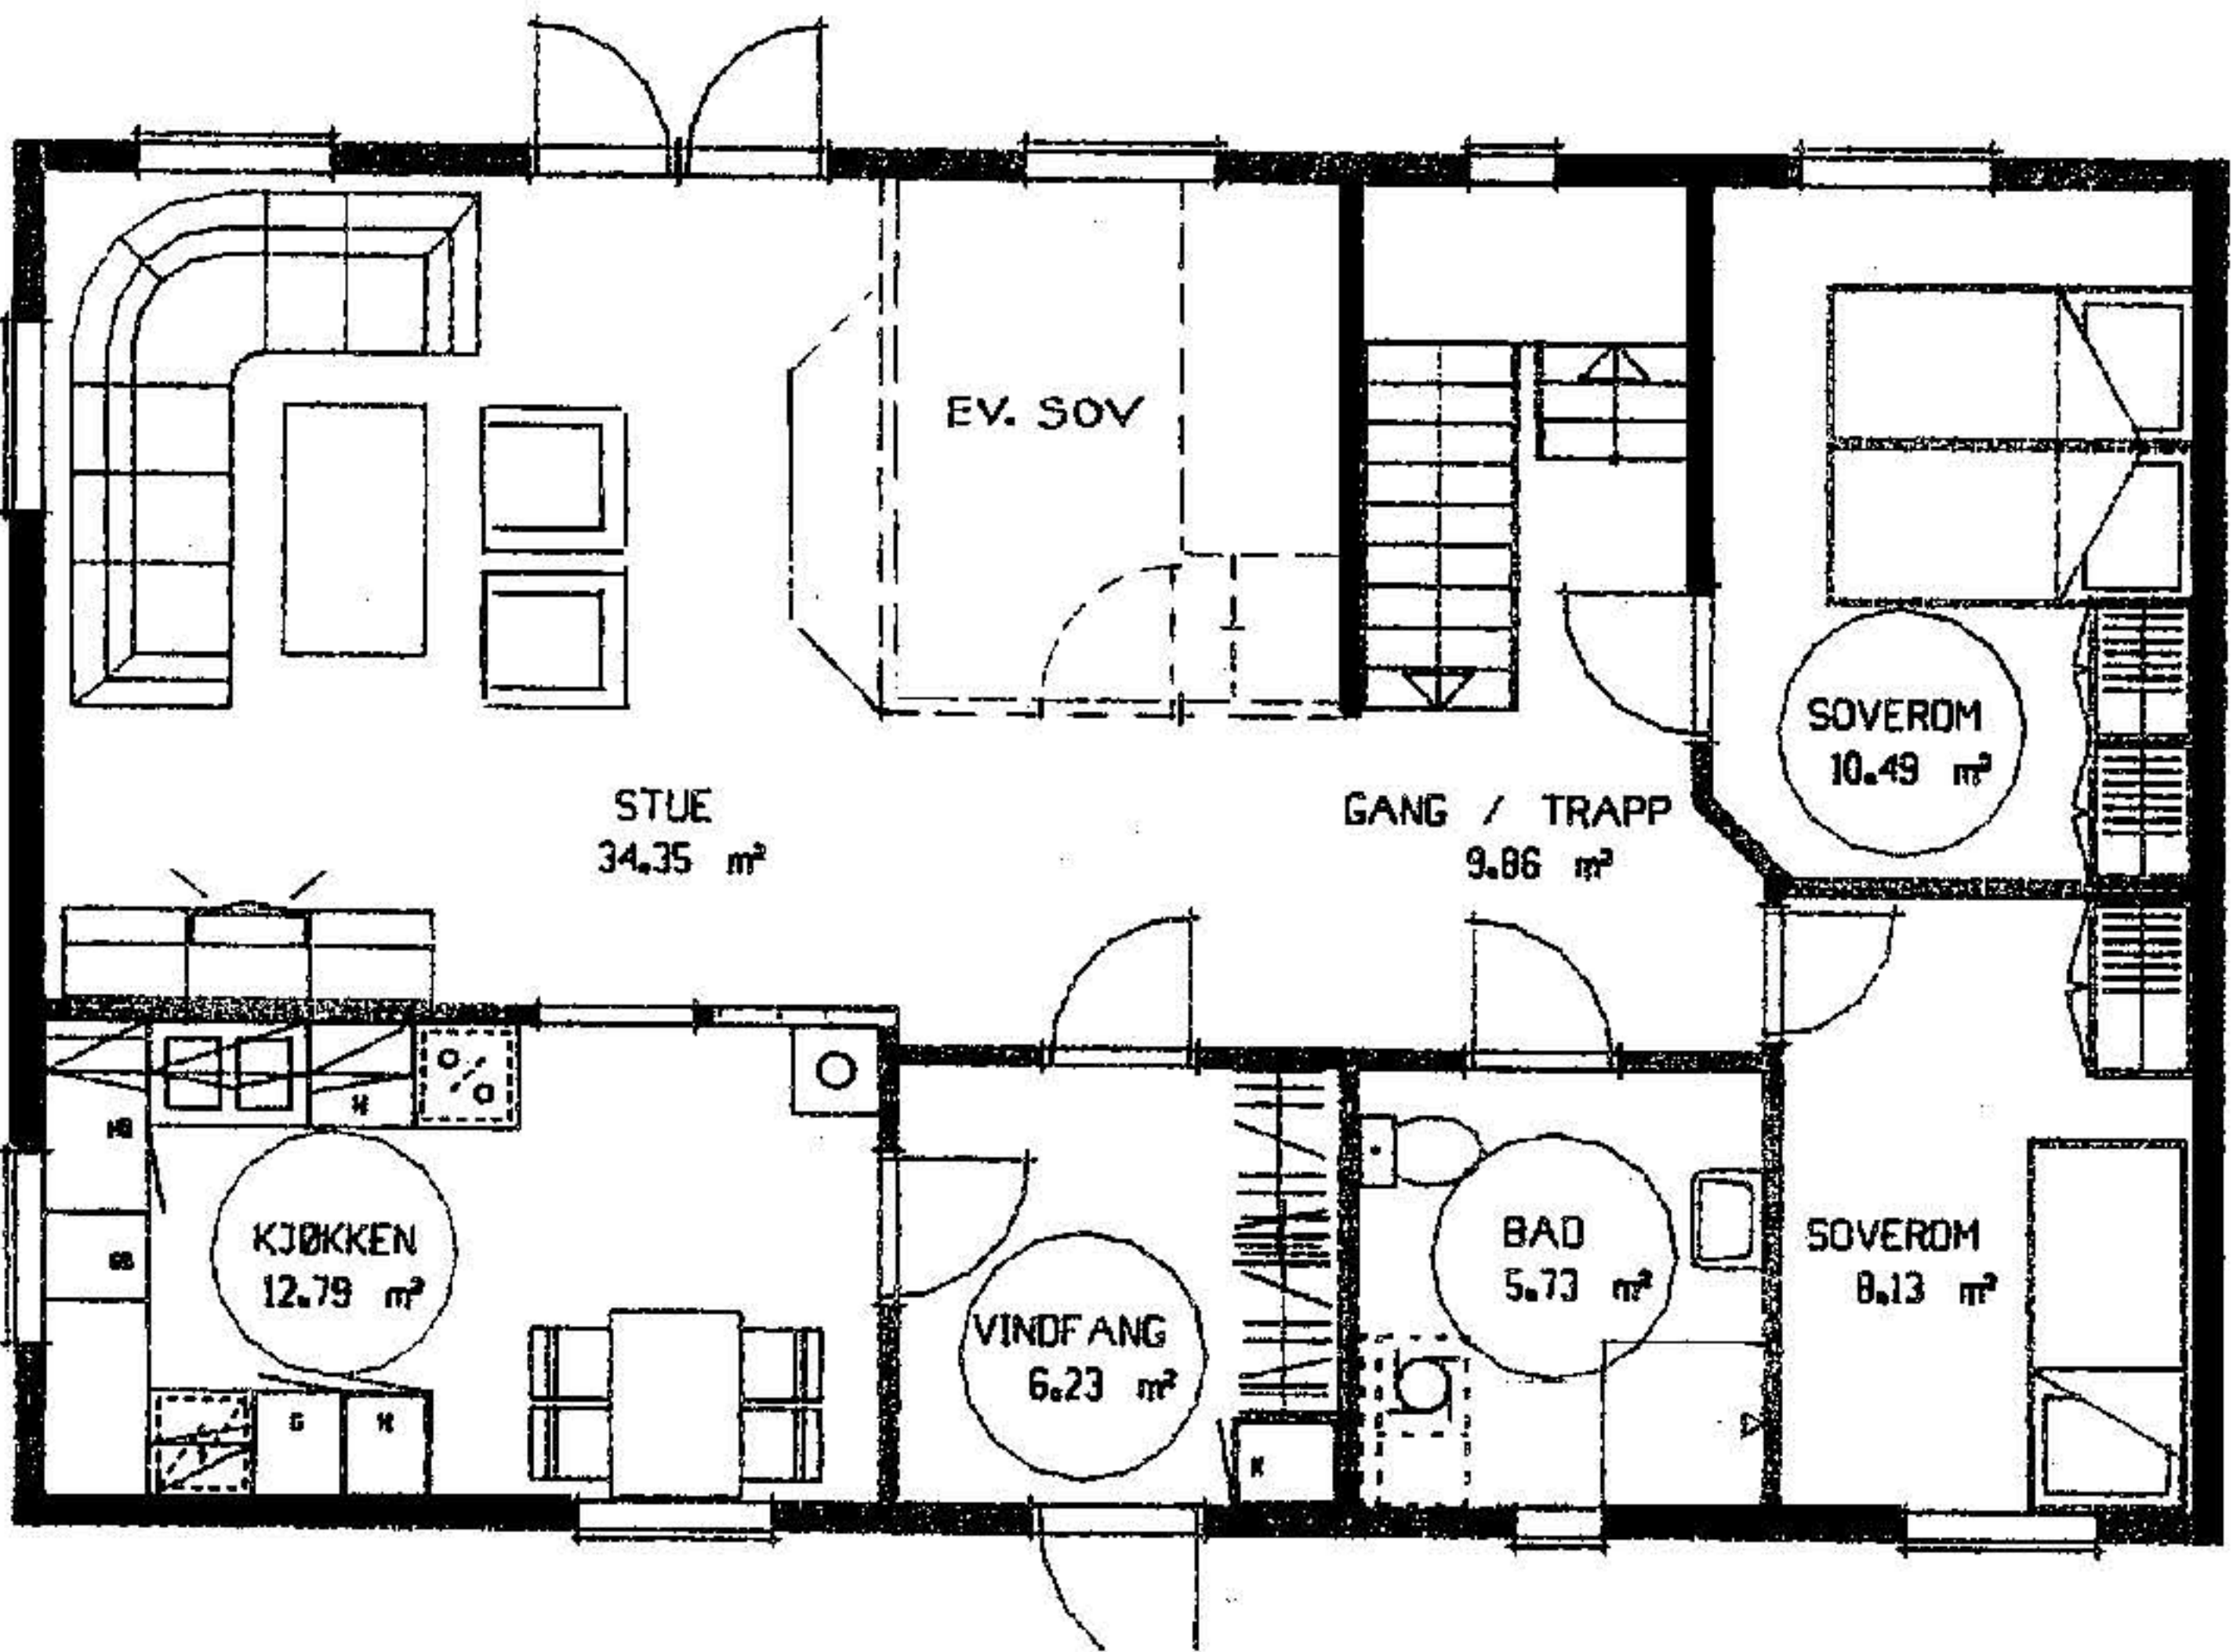 EV. SOV
SOVEROM
10.49 m²
STUE
34.35 m²
GANG / TRAPP
9.86 m²
KJØKKEN
12.79 m²
VINDFANG
6.23 m²
BAD
5.73 m²
SOVEROM
8.13 m²
G
K